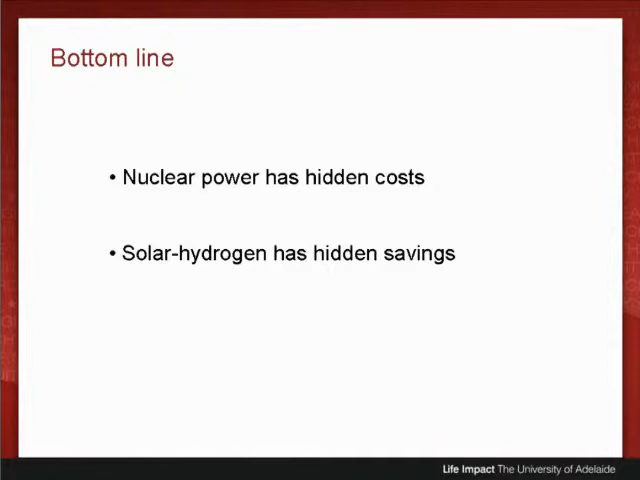 Bottom line
• Nuclear power has hidden costs
• Solar-hydrogen has hidden savings
Life Impact The University of Adelaide